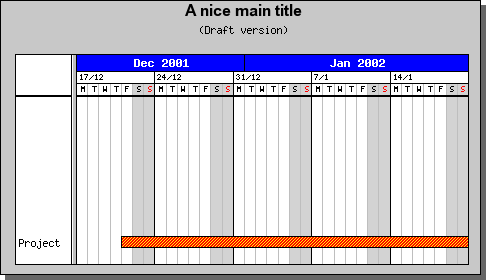 A nice main title
(Draft version)
Dec 2001 Jan 2002
17/12 24/12 31/12 7/1 14/1
M T W T F S S M T W T F S S M T W T F S S M T W T F S S M T W T F S S
Project